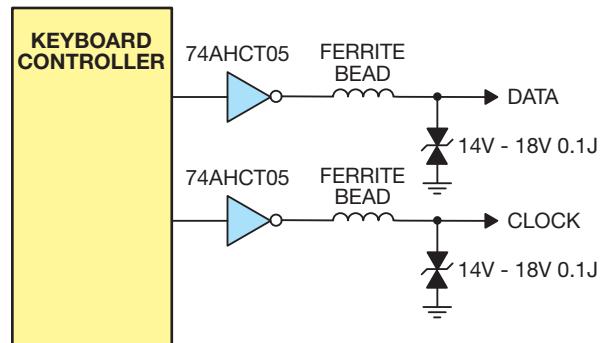 KEYBOARD
CONTROLLER
74AHCT05
FERRITE
BEAD
DATA
14V - 18V 0.1J
74AHCT05
FERRITE
BEAD
CLOCK
14V - 18V 0.1J